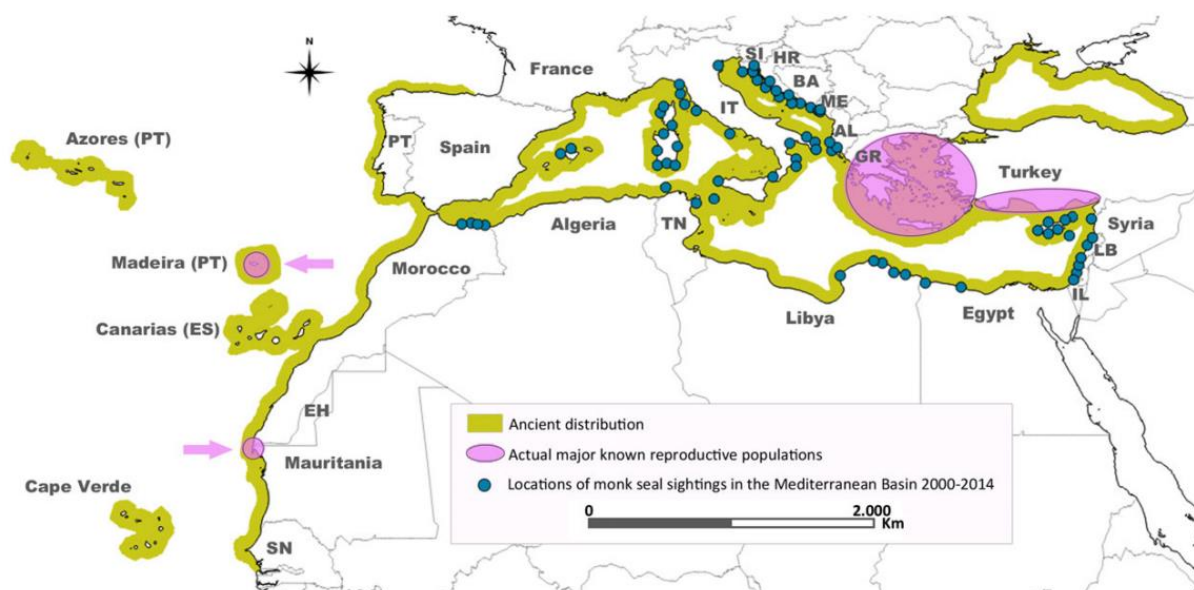 N
France
SI
HR
BA
ME
IT
AL
GR
Azores (PT)
PT
Spain
Turkey
Algeria
TN
Syria
LB
IL
Madeira (PT)
Morocco
Canarias (ES)
Libya
Egypt
EH
Mauritania
Cape Verde
SN
Ancient distribution
Actual major known reproductive populations
Locations of monk seal sightings in the Mediterranean Basin 2000-2014
0
2.000
Km